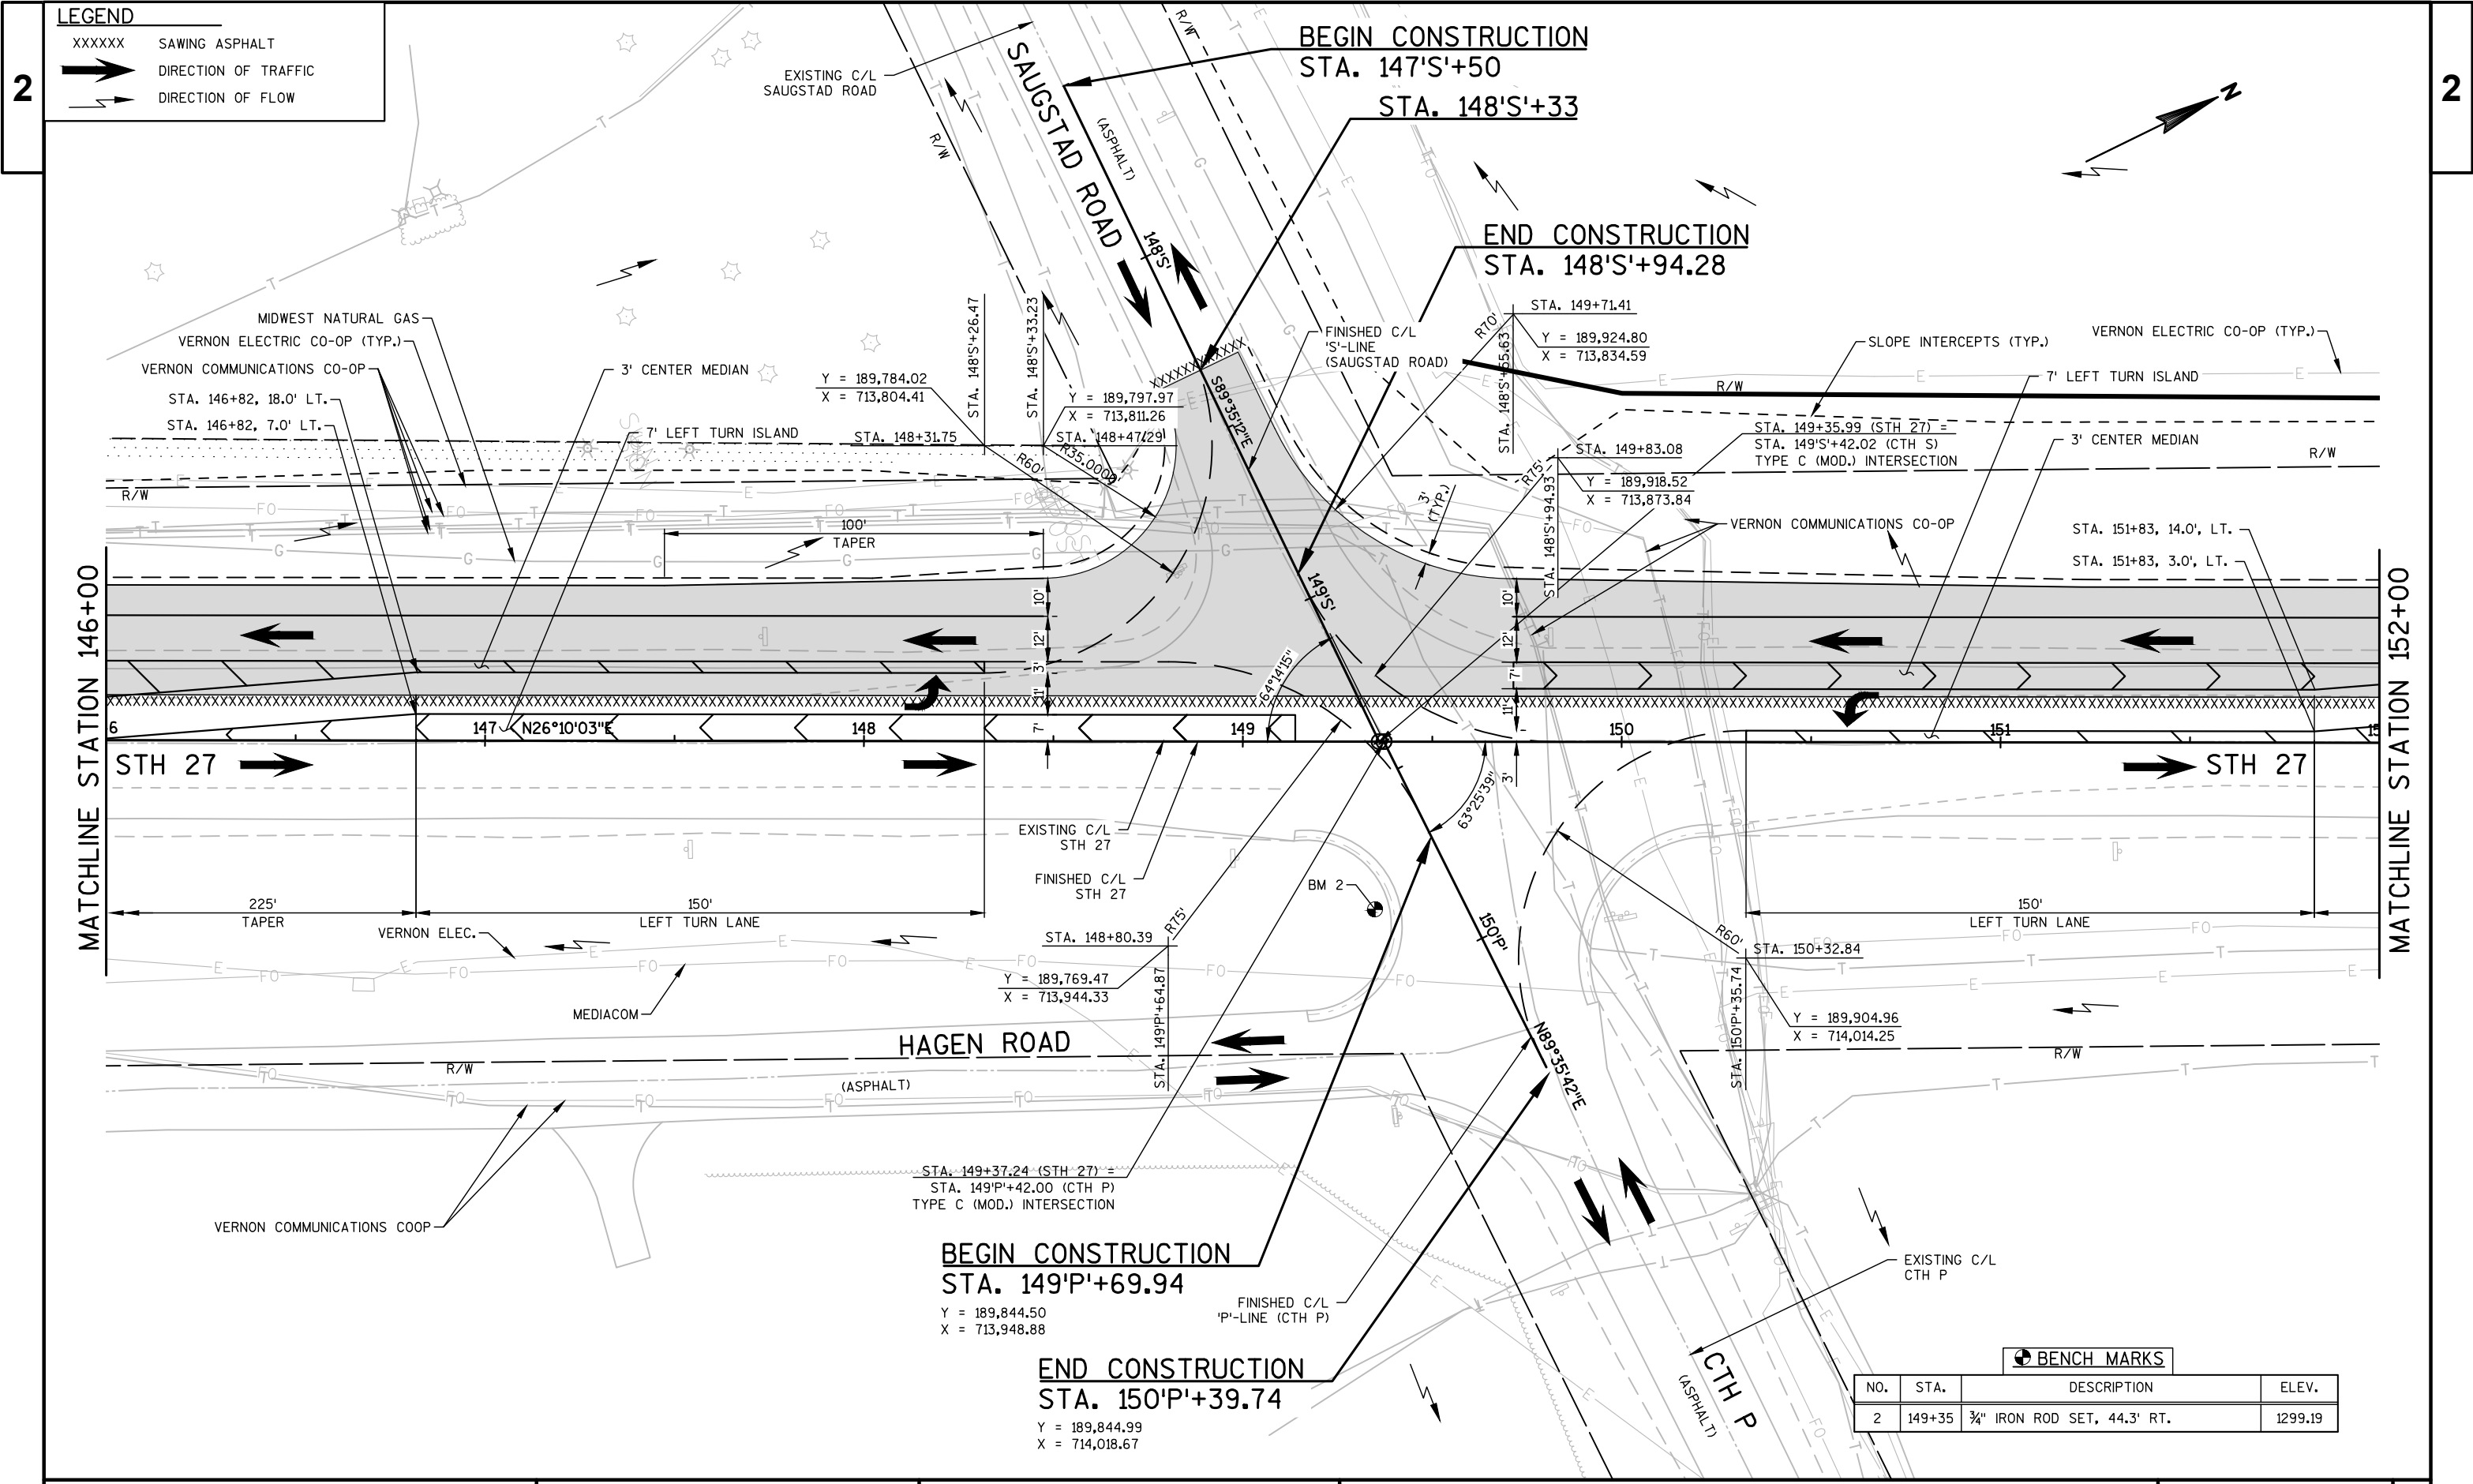 LEGEND
XXXXXX SAWING ASPHALT
DIRECTION OF TRAFFIC
DIRECTION OF FLOW
2
2
BEGIN CONSTRUCTION
STA. 147'S'+50
STA. 148'S'+33
END CONSTRUCTION
STA. 148'S'+94.28
EXISTING C/L
SAUGSTAD ROAD
SAUGSTAD ROAD
(ASPHALT)
R/W
R/W
N
148'S'
MIDWEST NATURAL GAS
VERNON ELECTRIC CO-OP (TYP.)
VERNON COMMUNICATIONS CO-OP
STA. 146+82, 18.0' LT.
STA. 146+82, 7.0' LT.
3' CENTER MEDIAN
7' LEFT TURN ISLAND
Y = 189,784.02
X = 713,804.41
STA. 148+31.75
STA. 148'S'+26.47
STA. 148'S'+33.23
Y = 189,797.97
X = 713,811.26
STA. 148+47.29
R60'
R35.0000
S89°35'12"E
FINISHED C/L
'S'-LINE
(SAUGSTAD ROAD)
R70'
STA. 149+71.41
Y = 189,924.80
X = 713,834.59
STA. 148'S'+55.63
STA. 149+83.08
Y = 189,918.52
X = 713,873.84
STA. 148'S'+94.93
R75'
3'
(TYP.)
SLOPE INTERCEPTS (TYP.)
VERNON ELECTRIC CO-OP (TYP.)
R/W
7' LEFT TURN ISLAND
STA. 149+35.99 (STH 27) =
STA. 149'S'+42.02 (CTH S)
TYPE C (MOD.) INTERSECTION
3' CENTER MEDIAN
R/W
VERNON COMMUNICATIONS CO-OP
STA. 151+83, 14.0', LT.
STA. 151+83, 3.0', LT.
R/W
100'
TAPER
MATCHLINE STATION 146+00
MATCHLINE STATION 152+00
10'
12'
3'
11'
7'
10'
12'
7'
11'
3'
149'S'
64°14'15"
63°25'39"
6
147
N26°10'03"E
148
149
150
151
15
STH 27
STH 27
EXISTING C/L
STH 27
FINISHED C/L
STH 27
BM 2
225'
TAPER
150'
LEFT TURN LANE
150'
LEFT TURN LANE
VERNON ELEC.
MEDIACOM
STA. 148+80.39
R75'
Y = 189,769.47
X = 713,944.33
STA. 149'P'+64.87
150'P'
R60'
STA. 150+32.84
Y = 189,904.96
X = 714,014.25
STA. 150'P'+35.74
HAGEN ROAD
(ASPHALT)
R/W
R/W
N89°35'42"E
STA. 149+37.24 (STH 27) =
STA. 149'P'+42.00 (CTH P)
TYPE C (MOD.) INTERSECTION
VERNON COMMUNICATIONS COOP
BEGIN CONSTRUCTION
STA. 149'P'+69.94
Y = 189,844.50
X = 713,948.88
FINISHED C/L
'P'-LINE (CTH P)
END CONSTRUCTION
STA. 150'P'+39.74
Y = 189,844.99
X = 714,018.67
EXISTING C/L
CTH P
CTH P
(ASPHALT)
BENCH MARKS
NO. STA. DESCRIPTION ELEV.
2 149+35 ¾" IRON ROD SET, 44.3' RT. 1299.19